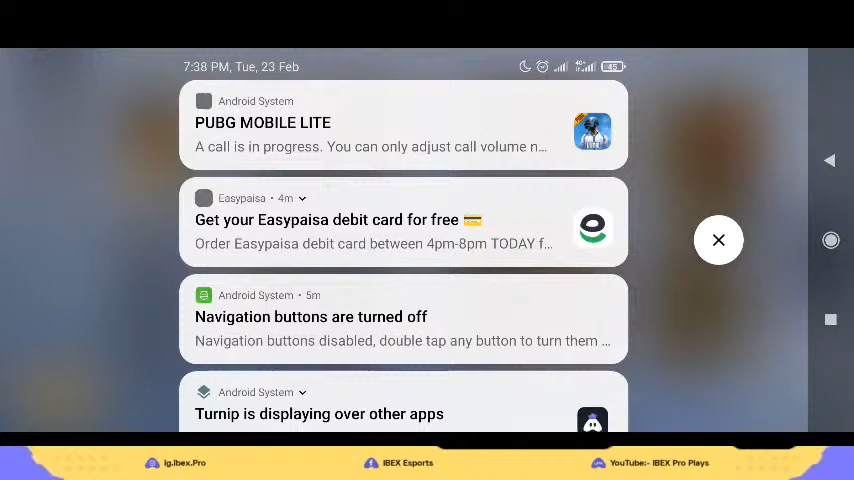 7:38 PM, Tue, 23 Feb
4G+
45
Android System
PUBG MOBILE LITE
A call is in progress. You can only adjust call volume n...
Easypaisa • 4m
Get your Easypaisa debit card for free 💳
Order Easypaisa debit card between 4pm-8pm TODAY f...
Android System • 5m
Navigation buttons are turned off
Navigation buttons disabled, double tap any button to turn them ...
Android System
Turnip is displaying over other apps
ig.ibex.Pro
IBEX Esports
YouTube:- IBEX Pro Plays